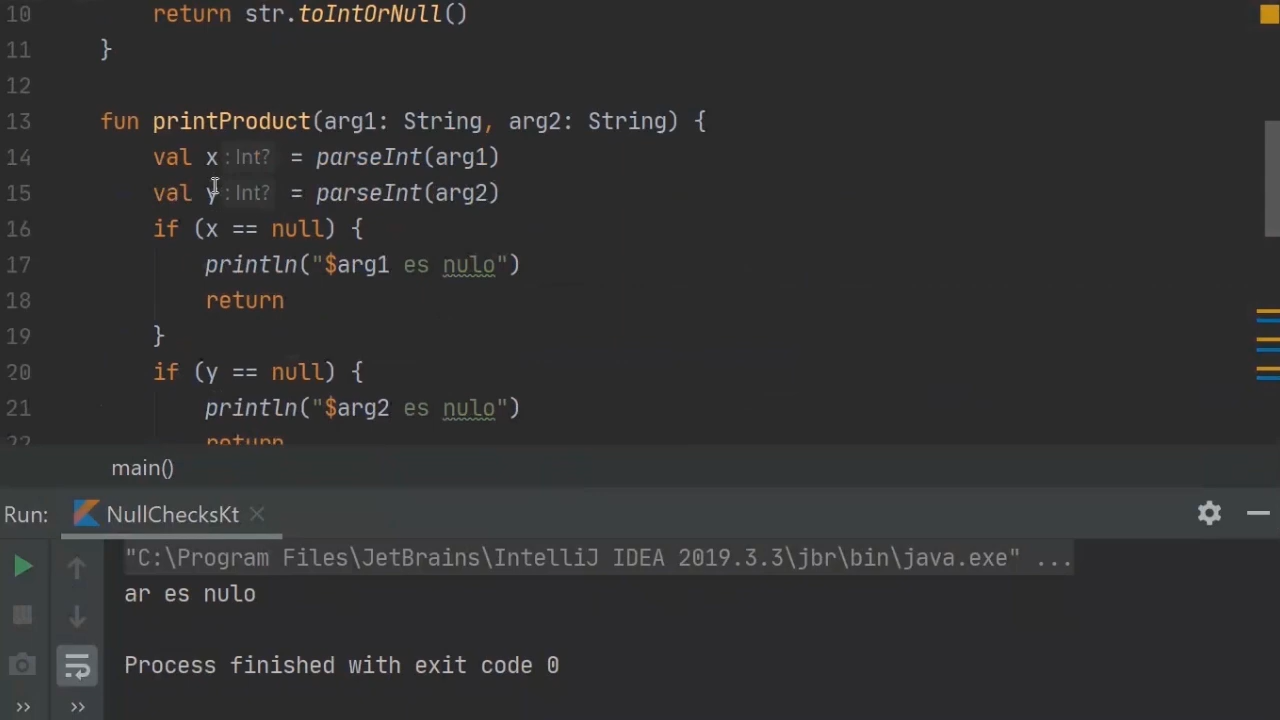 10 return str.toIntOrNull()
11 }
12
13 fun printProduct(arg1: String, arg2: String) {
14 val x : Int? = parseInt(arg1)
15 val y : Int? = parseInt(arg2)
16 if (x == null) {
17 println("$arg1 es nulo")
18 return
19 }
20 if (y == null) {
21 println("$arg2 es nulo")
22 return
main()
Run: NullChecksKt
"C:\Program Files\JetBrains\IntelliJ IDEA 2019.3.3\jbr\bin\java.exe" ...
ar es nulo
Process finished with exit code 0